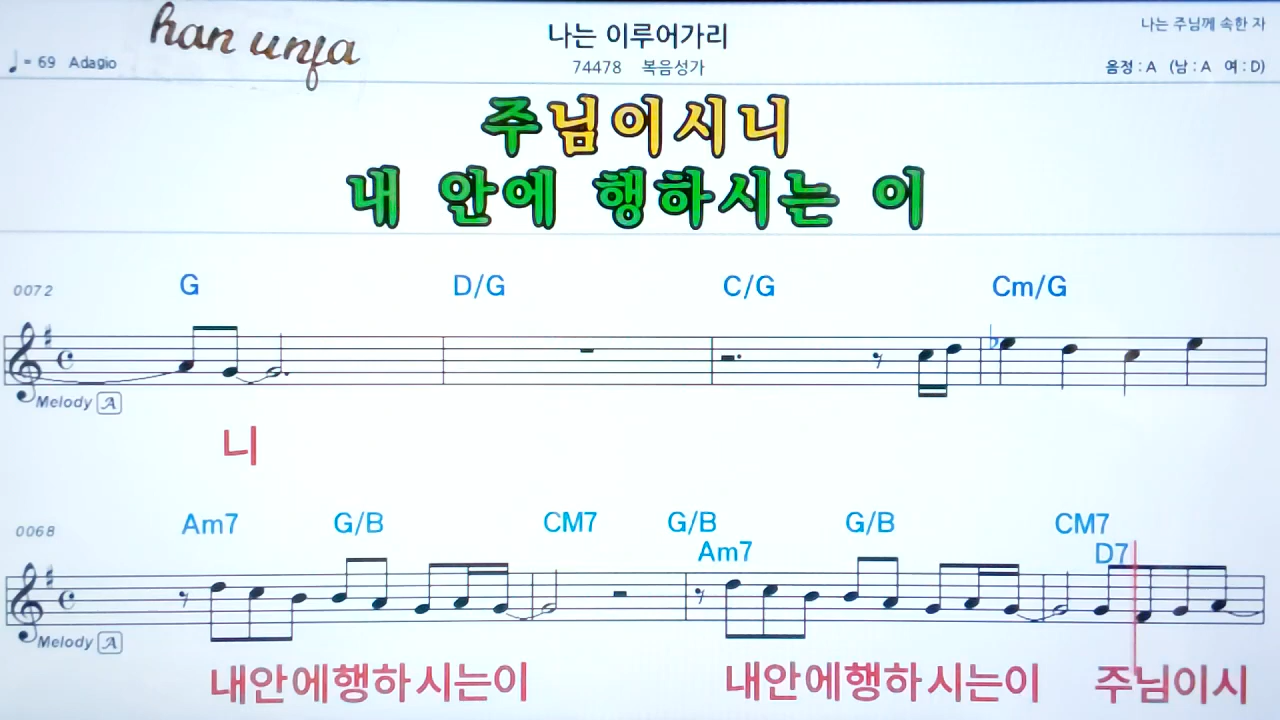 han unfa
나는 이루어가리
나는 주님께 속한 자
♩= 69 Adagio
74478 복음성가
음정 : A (남 : A 여 : D)
주님이시니
내 안에 행하시는 이
0072
G D/G C/G Cm/G
Melody A
니
0068
Am7 G/B CM7 G/B G/B CM7
Am7 D7
Melody A
내안에행하시는이 내안에행하시는이 주님이시